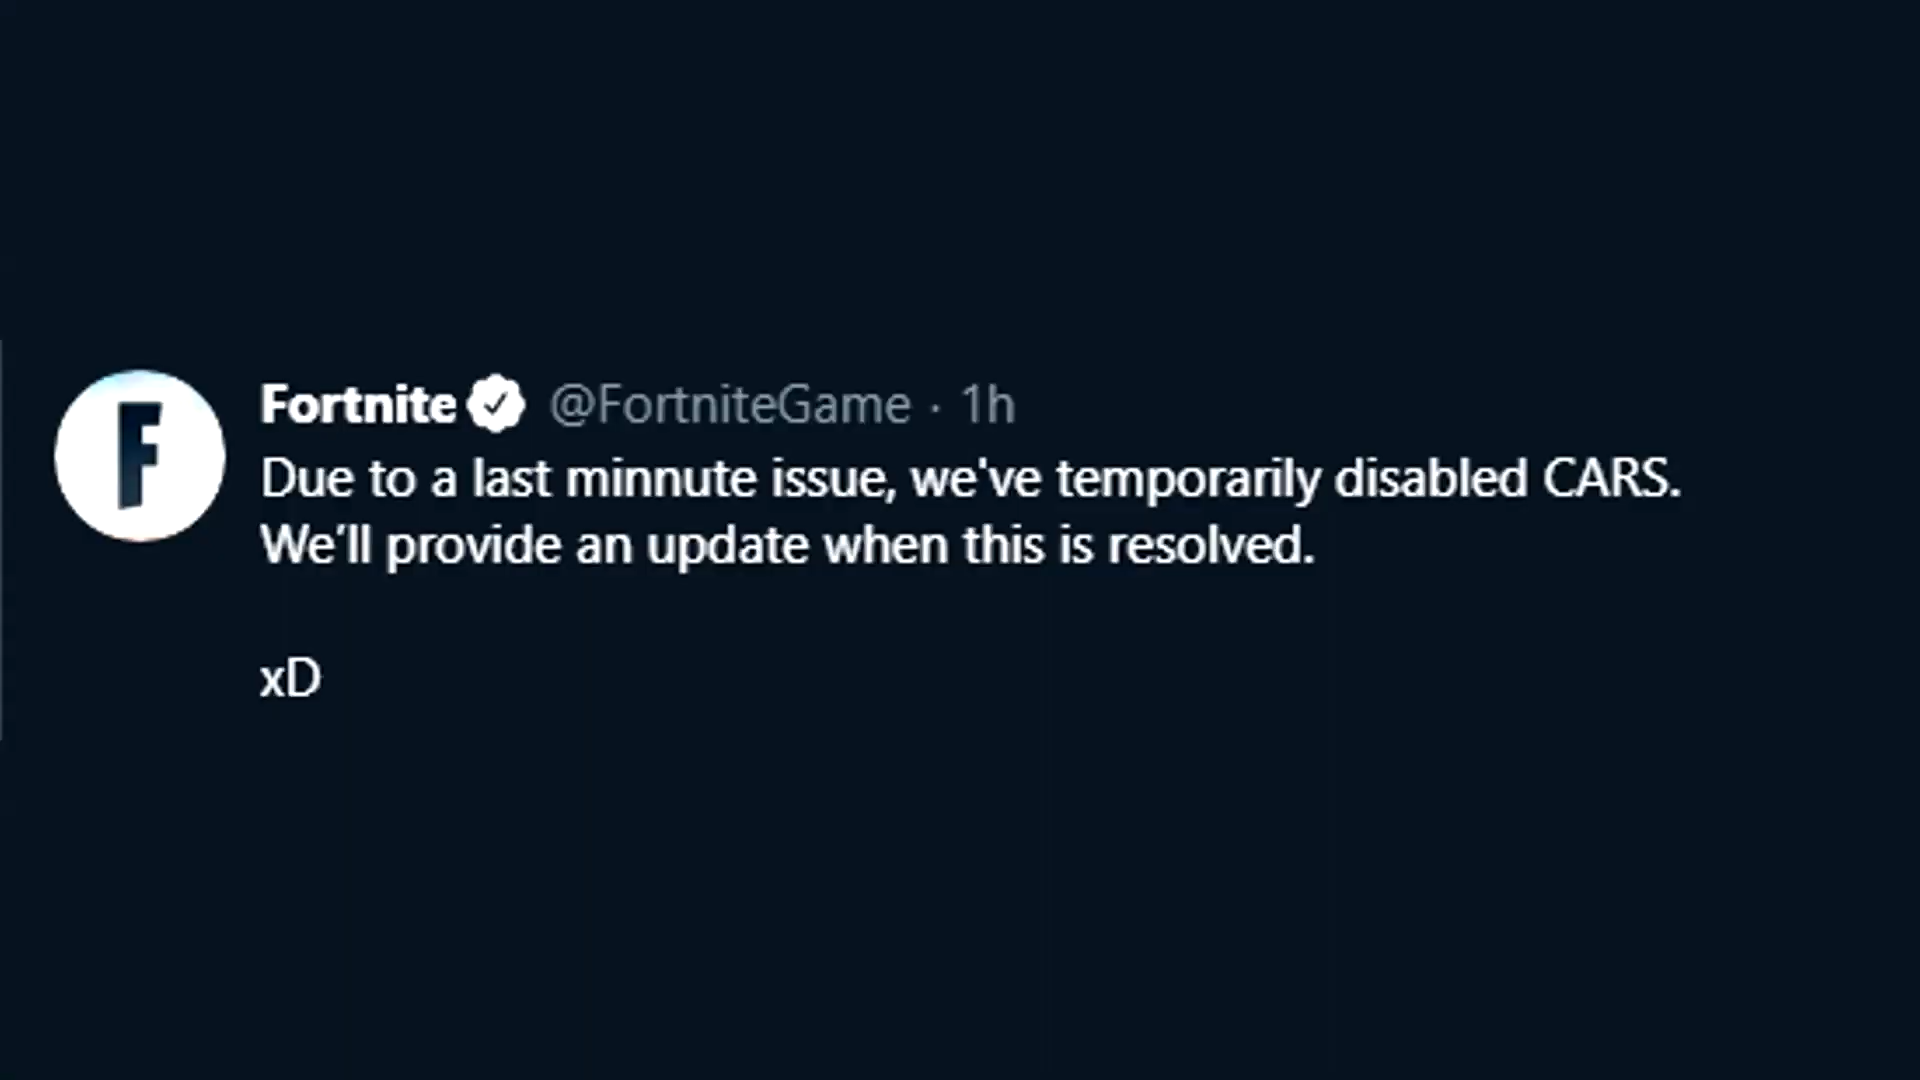 Fortnite @FortniteGame · 1h
Due to a last minnute issue, we've temporarily disabled CARS.
We’ll provide an update when this is resolved.
xD